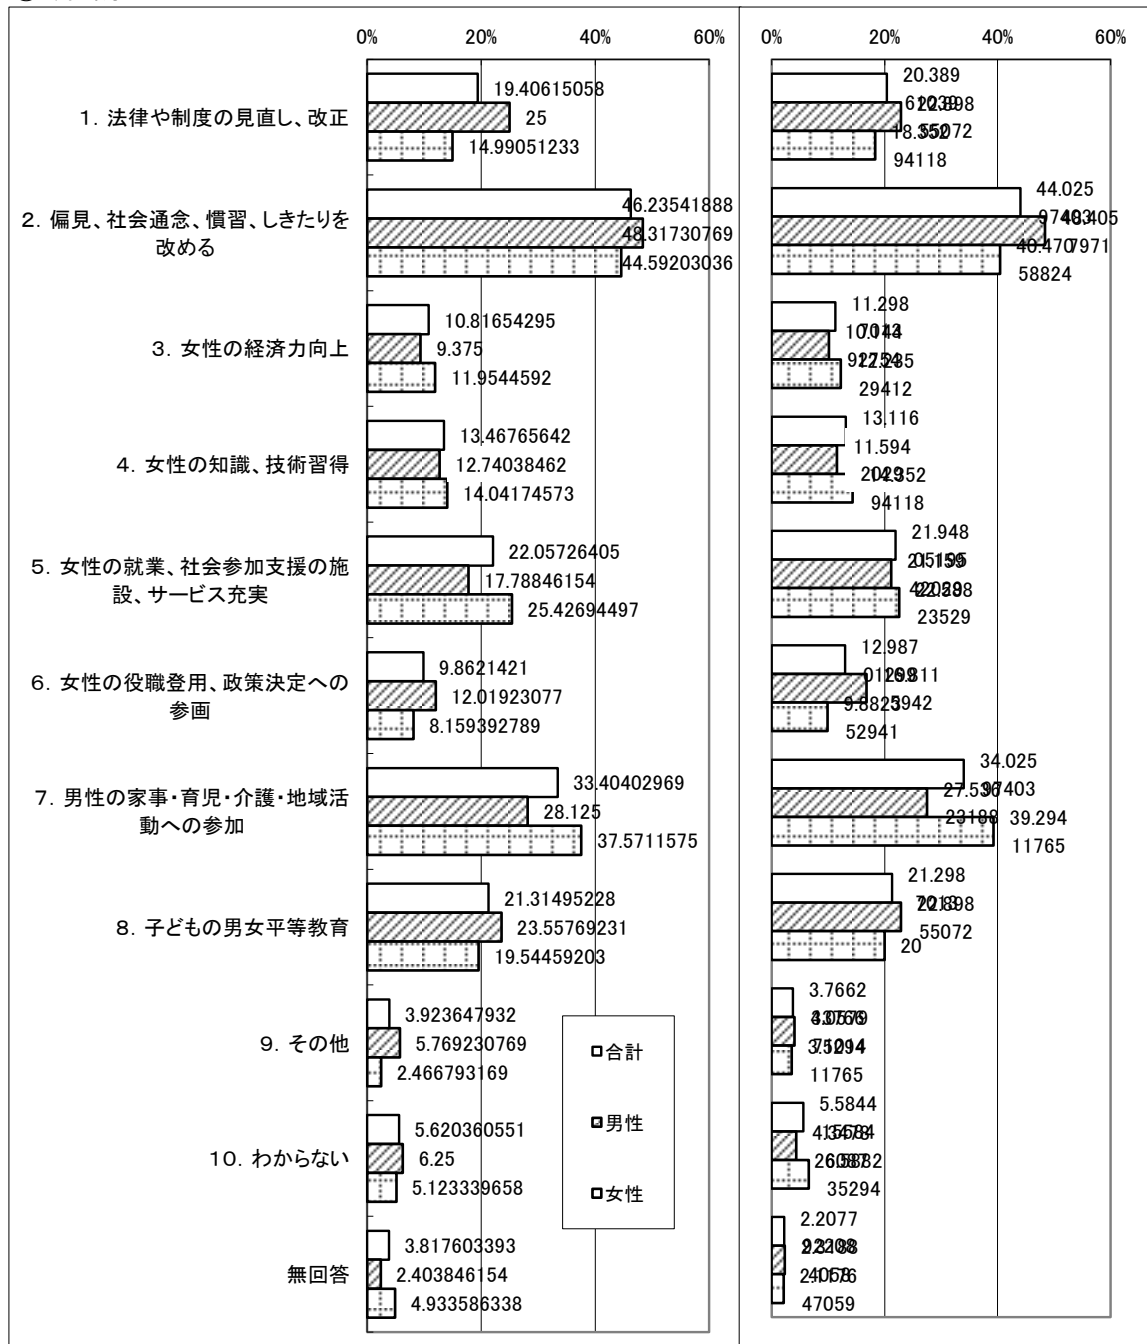 0% 20% 40% 60%
0% 20% 40% 60%
1. 法律や制度の見直し、改正
19.40615058
25
14.99051233
20.389
94118
2. 偏見、社会通念、慣習、しきたりを
改める
46.23541888
48.31730769
44.59203036
44.025
58824
3. 女性の経済力向上
10.81654295
9.375
11.9544592
11.298
29412
4. 女性の知識、技術習得
13.46765642
12.74038462
14.04174573
13.116
11.594
94118
5. 女性の就業、社会参加支援の施
設、サービス充実
22.05726405
17.78846154
25.42694497
21.948
23529
6. 女性の役職登用、政策決定への
参画
9.8621421
12.01923077
8.159392789
12.987
52941
7. 男性の家事・育児・介護・地域活
動への参加
33.40402969
28.125
37.5711575
34.025
23188
39.294
11765
8. 子どもの男女平等教育
21.31495228
23.55769231
19.54459203
21.298
55072
20
9. その他
3.923647932
5.769230769
2.466793169
3.7662
11765
10. わからない
5.620360551
6.25
5.123339658
5.5844
35294
無回答
3.817603393
2.403846154
4.933586338
2.2077
47059
合計
男性
女性